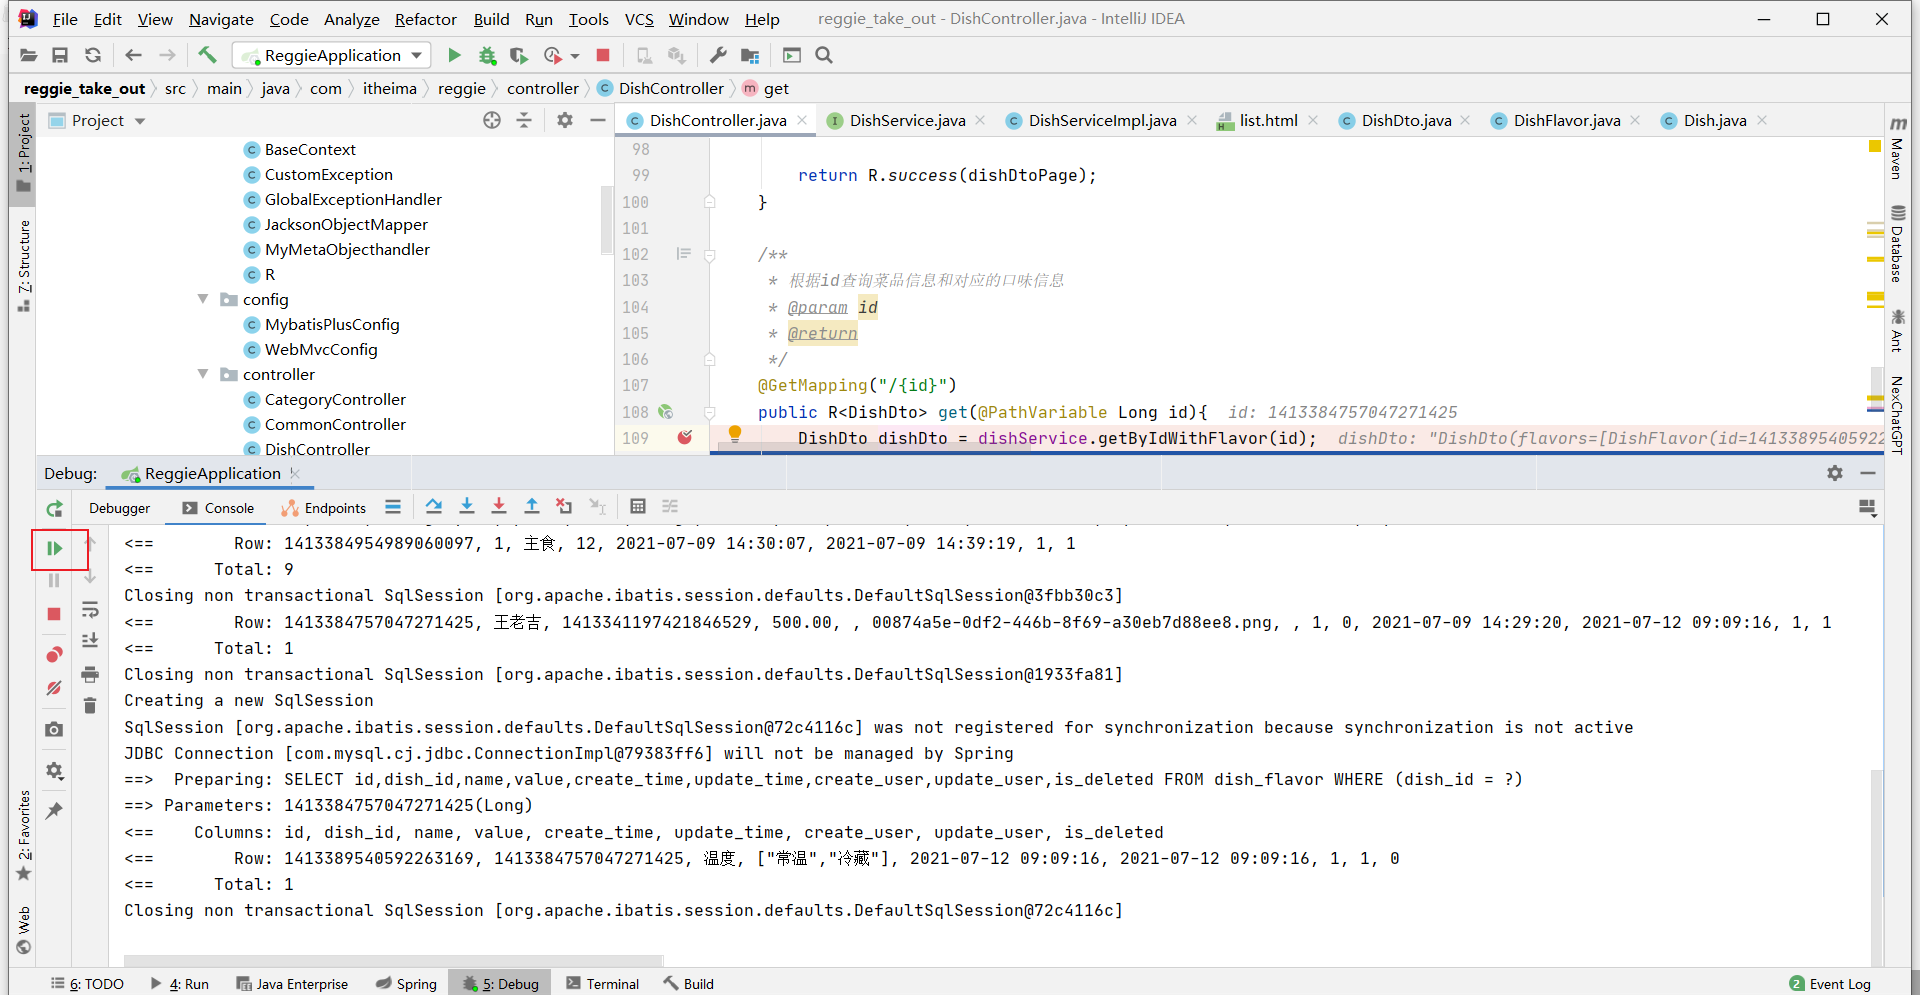 File Edit View Navigate Code Analyze Refactor Build Run Tools VCS Window Help reggie_take_out - DishController.java - IntelliJ IDEA
ReggieApplication
reggie_take_out src main java com itheima reggie controller DishController get
Project
DishController.java DishService.java DishServiceImpl.java list.html DishDto.java DishFlavor.java Dish.java
1: Project
7: Structure
2: Favorites
Web
BaseContext
CustomException
GlobalExceptionHandler
JacksonObjectMapper
MyMetaObjecthandler
R
config
MybatisPlusConfig
WebMvcConfig
controller
CategoryController
CommonController
DishController
98
99 return R.success(dishDtoPage);
100 }
101
102 /**
103 * 根据id查询菜品信息和对应的口味信息
104 * @param id
105 * @return
106 */
107 @GetMapping("/{id}")
108 public R<DishDto> get(@PathVariable Long id){ id: 1413384757047271425
109 DishDto dishDto = dishService.getByIdWithFlavor(id); dishDto: "DishDto(flavors=[DishFlavor(id=14133895405922
Maven
Database
Ant
NexChatGPT
Debug: ReggieApplication
Debugger Console Endpoints
<== Row: 1413384954989060097, 1, 主食, 12, 2021-07-09 14:30:07, 2021-07-09 14:39:19, 1, 1
<== Total: 9
Closing non transactional SqlSession [org.apache.ibatis.session.defaults.DefaultSqlSession@3fbb30c3]
<== Row: 1413384757047271425, 王老吉, 1413341197421846529, 500.00, , 00874a5e-0df2-446b-8f69-a30eb7d88ee8.png, , 1, 0, 2021-07-09 14:29:20, 2021-07-12 09:09:16, 1, 1
<== Total: 1
Closing non transactional SqlSession [org.apache.ibatis.session.defaults.DefaultSqlSession@1933fa81]
Creating a new SqlSession
SqlSession [org.apache.ibatis.session.defaults.DefaultSqlSession@72c4116c] was not registered for synchronization because synchronization is not active
JDBC Connection [com.mysql.cj.jdbc.ConnectionImpl@79383ff6] will not be managed by Spring
==> Preparing: SELECT id,dish_id,name,value,create_time,update_time,create_user,update_user,is_deleted FROM dish_flavor WHERE (dish_id = ?)
==> Parameters: 1413384757047271425(Long)
<== Columns: id, dish_id, name, value, create_time, update_time, create_user, update_user, is_deleted
<== Row: 1413389540592263169, 1413384757047271425, 温度, ["常温","冷藏"], 2021-07-12 09:09:16, 2021-07-12 09:09:16, 1, 1, 0
<== Total: 1
Closing non transactional SqlSession [org.apache.ibatis.session.defaults.DefaultSqlSession@72c4116c]
6: TODO 4: Run Java Enterprise Spring 5: Debug Terminal Build 2 Event Log